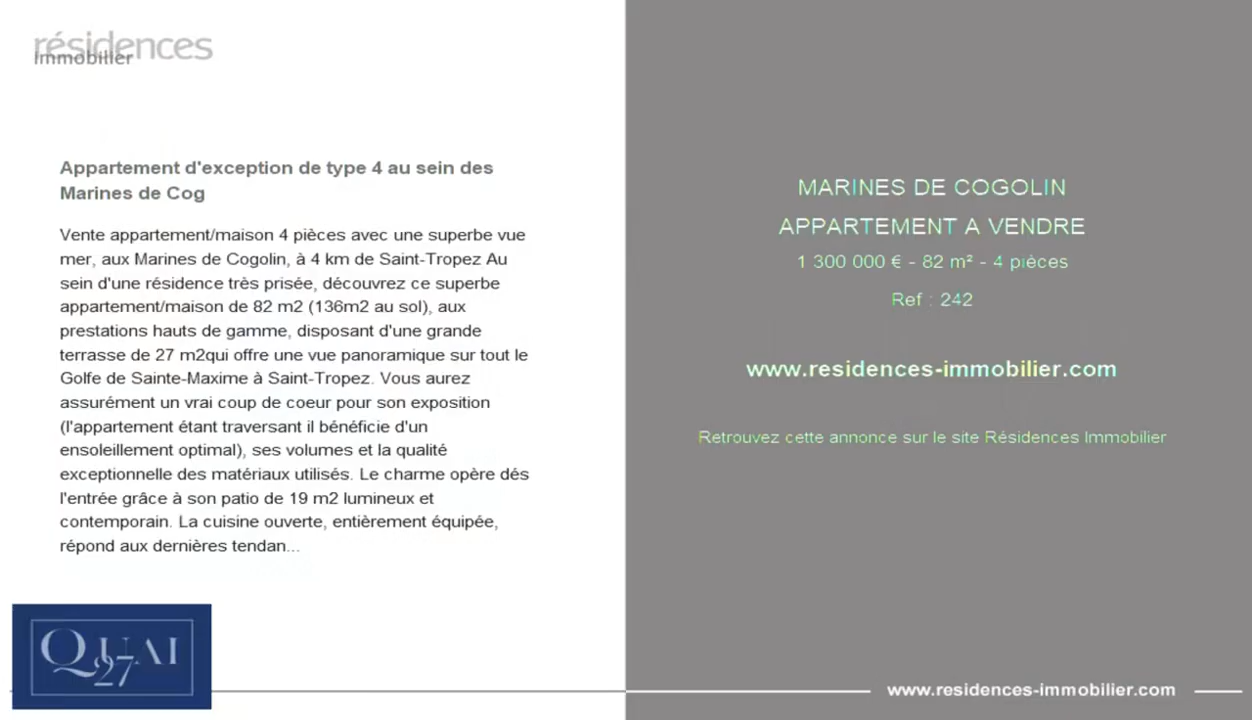 résidences
immobilier
Appartement d'exception de type 4 au sein des
Marines de Cog
Vente appartement/maison 4 pièces avec une superbe vue
mer, aux Marines de Cogolin, à 4 km de Saint-Tropez Au
sein d'une résidence très prisée, découvrez ce superbe
appartement/maison de 82 m2 (136m2 au sol), aux
prestations hauts de gamme, disposant d'une grande
terrasse de 27 m2qui offre une vue panoramique sur tout le
Golfe de Sainte-Maxime à Saint-Tropez. Vous aurez
assurément un vrai coup de coeur pour son exposition
(l'appartement étant traversant il bénéficie d'un
ensoleillement optimal), ses volumes et la qualité
exceptionnelle des matériaux utilisés. Le charme opère dés
l'entrée grâce à son patio de 19 m2 lumineux et
contemporain. La cuisine ouverte, entièrement équipée,
répond aux dernières tendan...
QUAI
27
MARINES DE COGOLIN
APPARTEMENT A VENDRE
1 300 000 € - 82 m² - 4 pièces
Ref : 242
www.residences-immobilier.com
Retrouvez cette annonce sur le site Résidences Immobilier
www.residences-immobilier.com